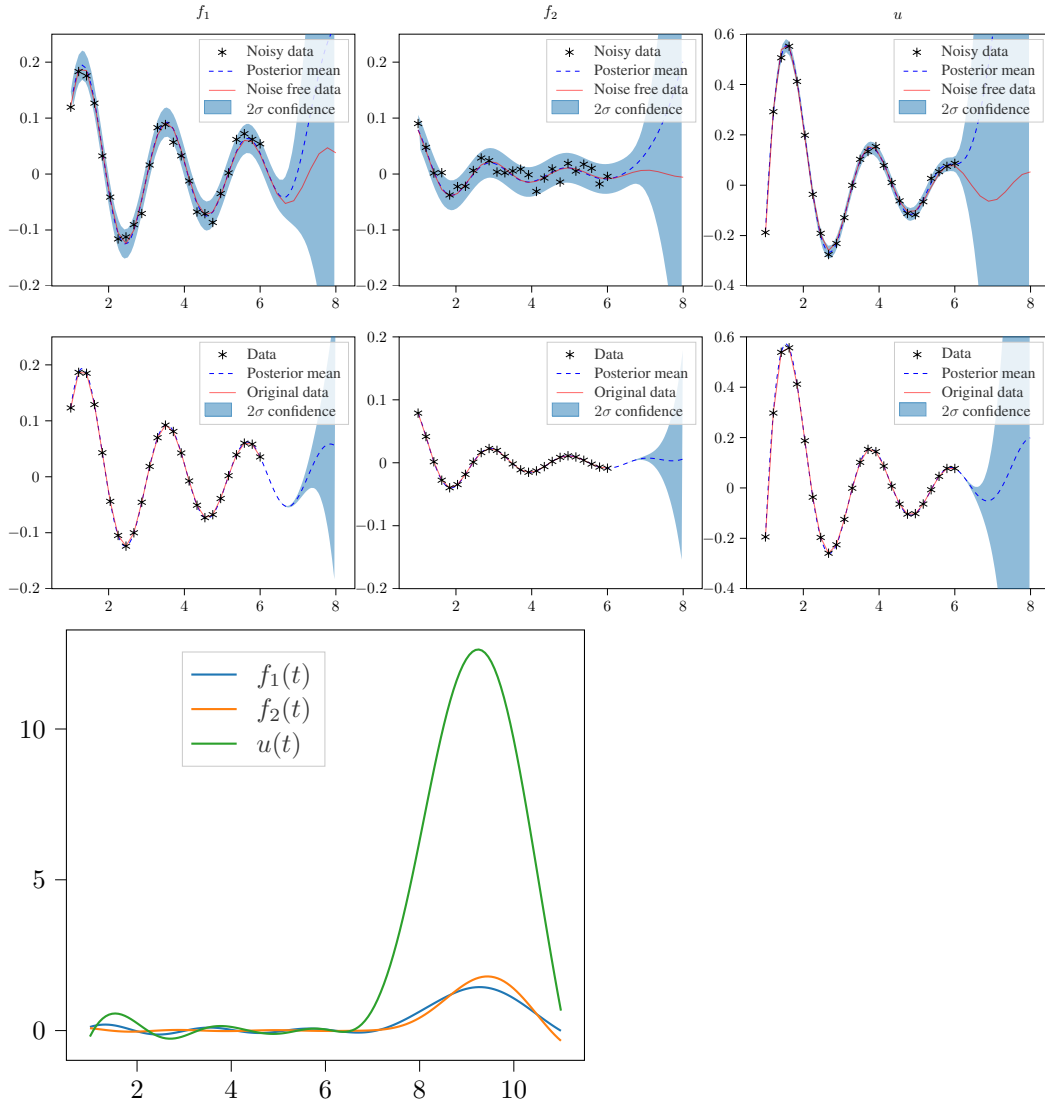 f₁
f₂
u
Noisy data
Posterior mean
Noise free data
2σ confidence
0.2
0.1
0
−0.1
−0.2
2
4
6
8
Noisy data
Posterior mean
Noise free data
2σ confidence
0.2
0.1
0
−0.1
−0.2
2
4
6
8
Noisy data
Posterior mean
Noise free data
2σ confidence
0.6
0.4
0.2
0.0
−0.2
−0.4
2
4
6
8
Data
Posterior mean
Original data
2σ confidence
0.2
0.1
0
−0.1
−0.2
2
4
6
8
Data
Posterior mean
Original data
2σ confidence
0.2
0.1
0
−0.1
−0.2
2
4
6
8
Data
Posterior mean
Original data
2σ confidence
0.6
0.4
0.2
0.0
−0.2
−0.4
2
4
6
8
f₁(t)
f₂(t)
u(t)
10
5
0
2
4
6
8
10